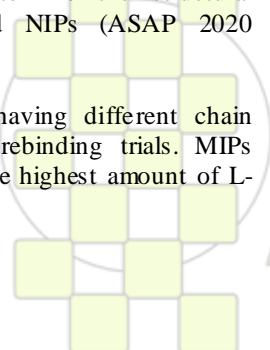 NIPs (ASAP 2020
having different chain
rebinding trials. MIPs
e highest amount of L-